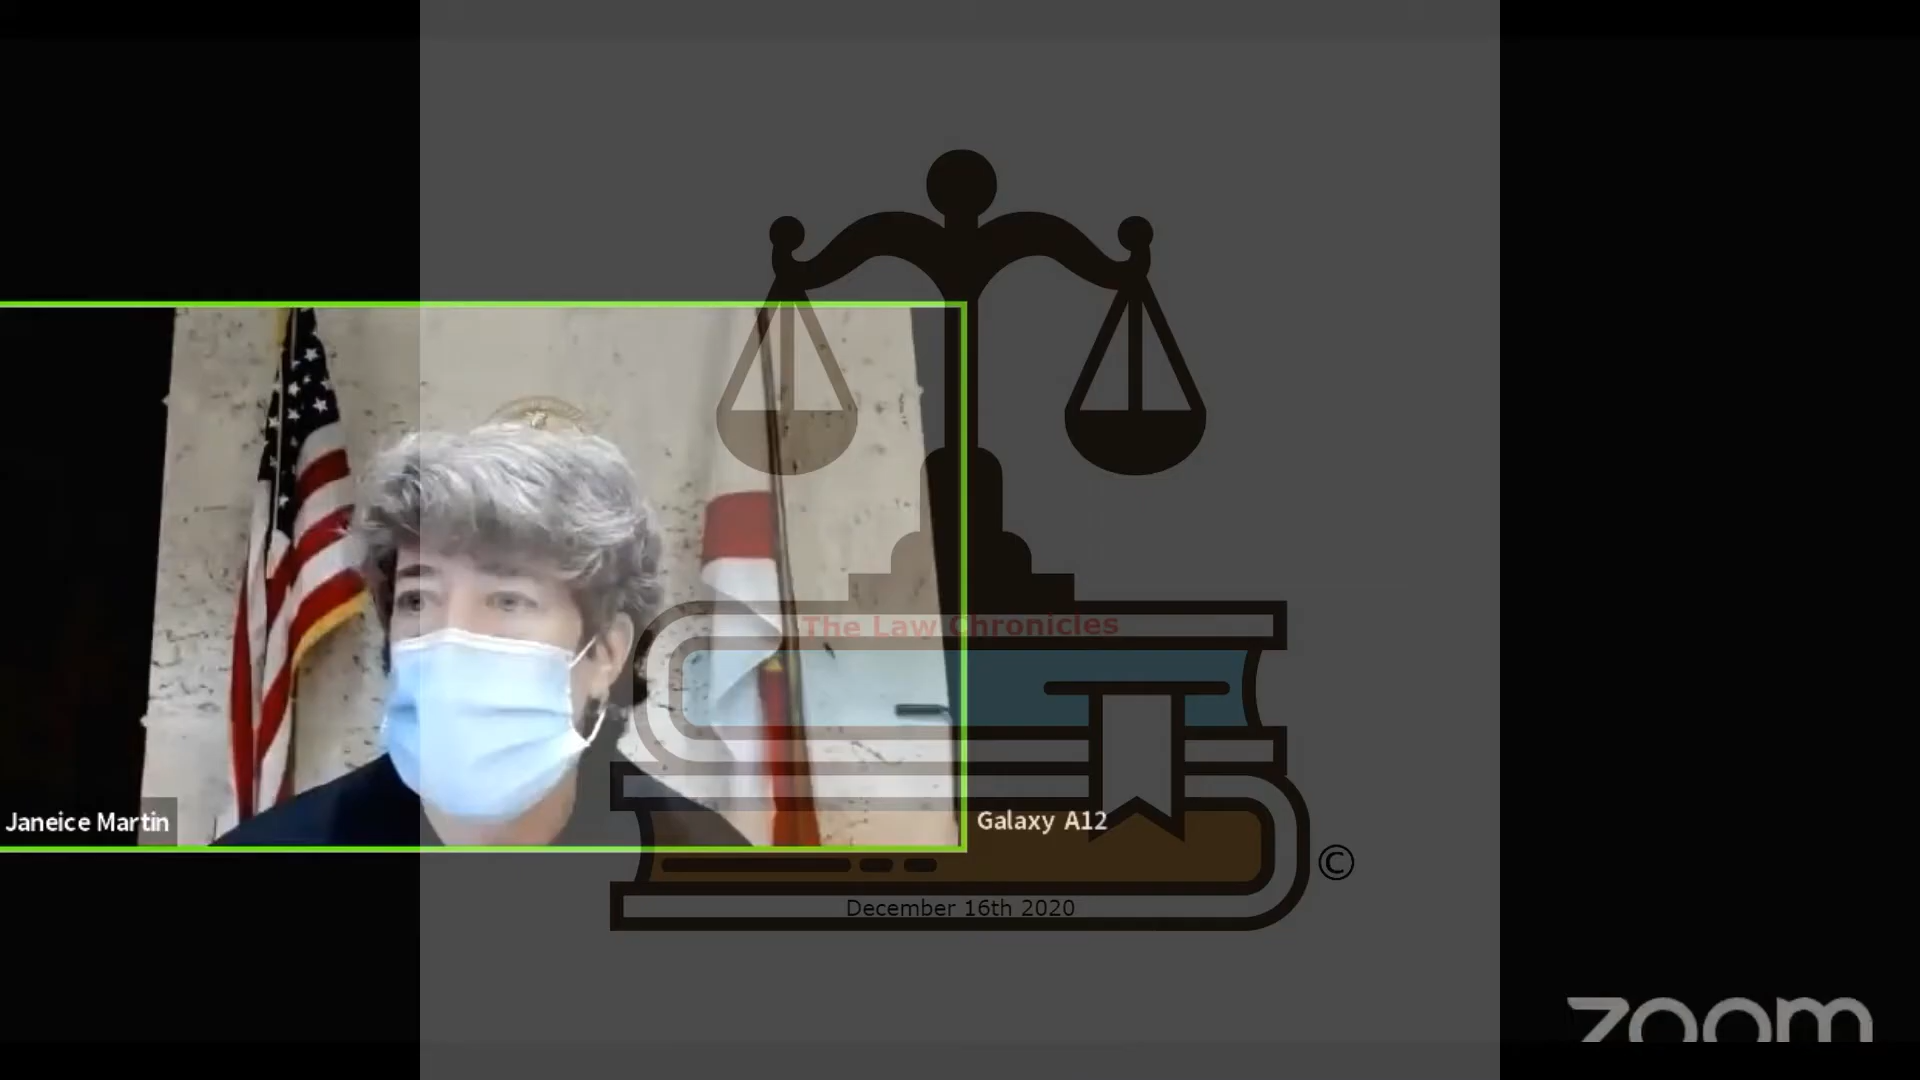 The Law Chronicles
Janeice Martin
Galaxy A12
©
December 16th 2020
zoom